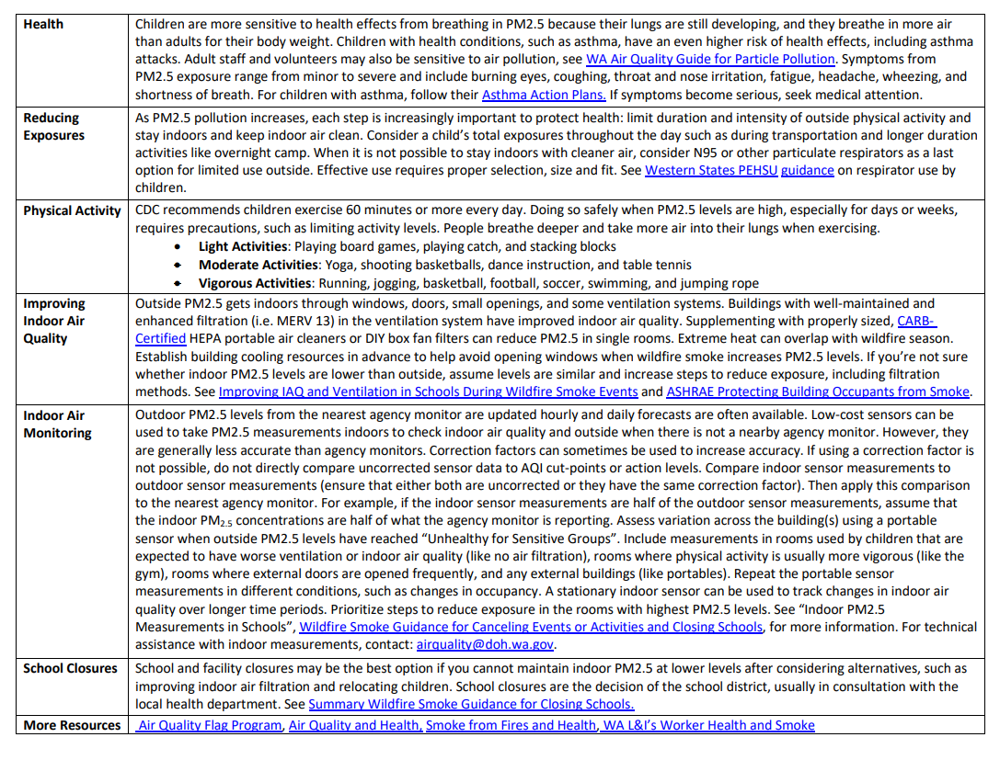 Health
Children are more sensitive to health effects from breathing in PM2.5 because their lungs are still developing, and they breathe in more air
than adults for their body weight. Children with health conditions, such as asthma, have an even higher risk of health effects, including asthma
attacks. Adult staff and volunteers may also be sensitive to air pollution, see WA Air Quality Guide for Particle Pollution. Symptoms from
PM2.5 exposure range from minor to severe and include burning eyes, coughing, throat and nose irritation, fatigue, headache, wheezing, and
shortness of breath. For children with asthma, follow their Asthma Action Plans. If symptoms become serious, seek medical attention.
Reducing
Exposures
As PM2.5 pollution increases, each step is increasingly important to protect health: limit duration and intensity of outside physical activity and
stay indoors and keep indoor air clean. Consider a child's total exposures throughout the day such as during transportation and longer duration
activities like overnight camp. When it is not possible to stay indoors with cleaner air, consider N95 or other particulate respirators as a last
option for limited use outside. Effective use requires proper selection, size and fit. See Western States PEHSU guidance on respirator use by
children.
Physical Activity
CDC recommends children exercise 60 minutes or more every day. Doing so safely when PM2.5 levels are high, especially for days or weeks,
requires precautions, such as limiting activity levels. People breathe deeper and take more air into their lungs when exercising.
• Light Activities: Playing board games, playing catch, and stacking blocks
• Moderate Activities: Yoga, shooting basketballs, dance instruction, and table tennis
• Vigorous Activities: Running, jogging, basketball, football, soccer, swimming, and jumping rope
Improving
Indoor Air
Quality
Outside PM2.5 gets indoors through windows, doors, small openings, and some ventilation systems. Buildings with well-maintained and
enhanced filtration (i.e. MERV 13) in the ventilation system have improved indoor air quality. Supplementing with properly sized, CARB-
Certified HEPA portable air cleaners or DIY box fan filters can reduce PM2.5 in single rooms. Extreme heat can overlap with wildfire season.
Establish building cooling resources in advance to help avoid opening windows when wildfire smoke increases PM2.5 levels. If you're not sure
whether indoor PM2.5 levels are lower than outside, assume levels are similar and increase steps to reduce exposure, including filtration
methods. See Improving IAQ and Ventilation in Schools During Wildfire Smoke Events and ASHRAE Protecting Building Occupants from Smoke.
Indoor Air
Monitoring
Outdoor PM2.5 levels from the nearest agency monitor are updated hourly and daily forecasts are often available. Low-cost sensors can be
used to take PM2.5 measurements indoors to check indoor air quality and outside when there is not a nearby agency monitor. However, they
are generally less accurate than agency monitors. Correction factors can sometimes be used to increase accuracy. If using a correction factor is
not possible, do not directly compare uncorrected sensor data to AQI cut-points or action levels. Compare indoor sensor measurements to
outdoor sensor measurements (ensure that either both are uncorrected or they have the same correction factor). Then apply this comparison
to the nearest agency monitor. For example, if the indoor sensor measurements are half of the outdoor sensor measurements, assume that
the indoor PM2.5 concentrations are half of what the agency monitor is reporting. Assess variation across the building(s) using a portable
sensor when outside PM2.5 levels have reached “Unhealthy for Sensitive Groups”. Include measurements in rooms used by children that are
expected to have worse ventilation or indoor air quality (like no air filtration), rooms where physical activity is usually more vigorous (like the
gym), rooms where external doors are opened frequently, and any external buildings (like portables). Repeat the portable sensor
measurements in different conditions, such as changes in occupancy. A stationary indoor sensor can be used to track changes in indoor air
quality over longer time periods. Prioritize steps to reduce exposure in the rooms with highest PM2.5 levels. See “Indoor PM2.5
Measurements in Schools”, Wildfire Smoke Guidance for Canceling Events or Activities and Closing Schools, for more information. For technical
assistance with indoor measurements, contact: airquality@doh.wa.gov.
School Closures
School and facility closures may be the best option if you cannot maintain indoor PM2.5 at lower levels after considering alternatives, such as
improving indoor air filtration and relocating children. School closures are the decision of the school district, usually in consultation with the
local health department. See Summary Wildfire Smoke Guidance for Closing Schools.
More Resources
Air Quality Flag Program, Air Quality and Health, Smoke from Fires and Health, WA L&I's Worker Health and Smoke